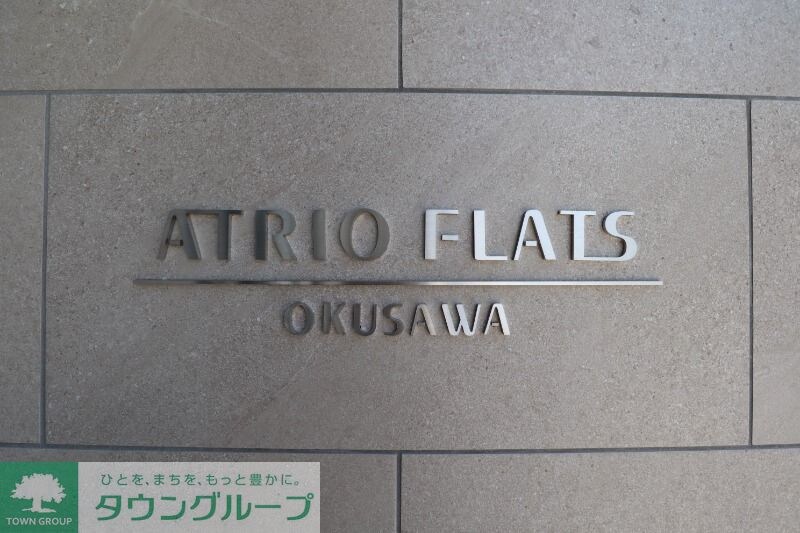 ATRIO FLATS
OKUSAWA
ひとを、まちを、もっと豊かに。
タウングループ
TOWN GROUP